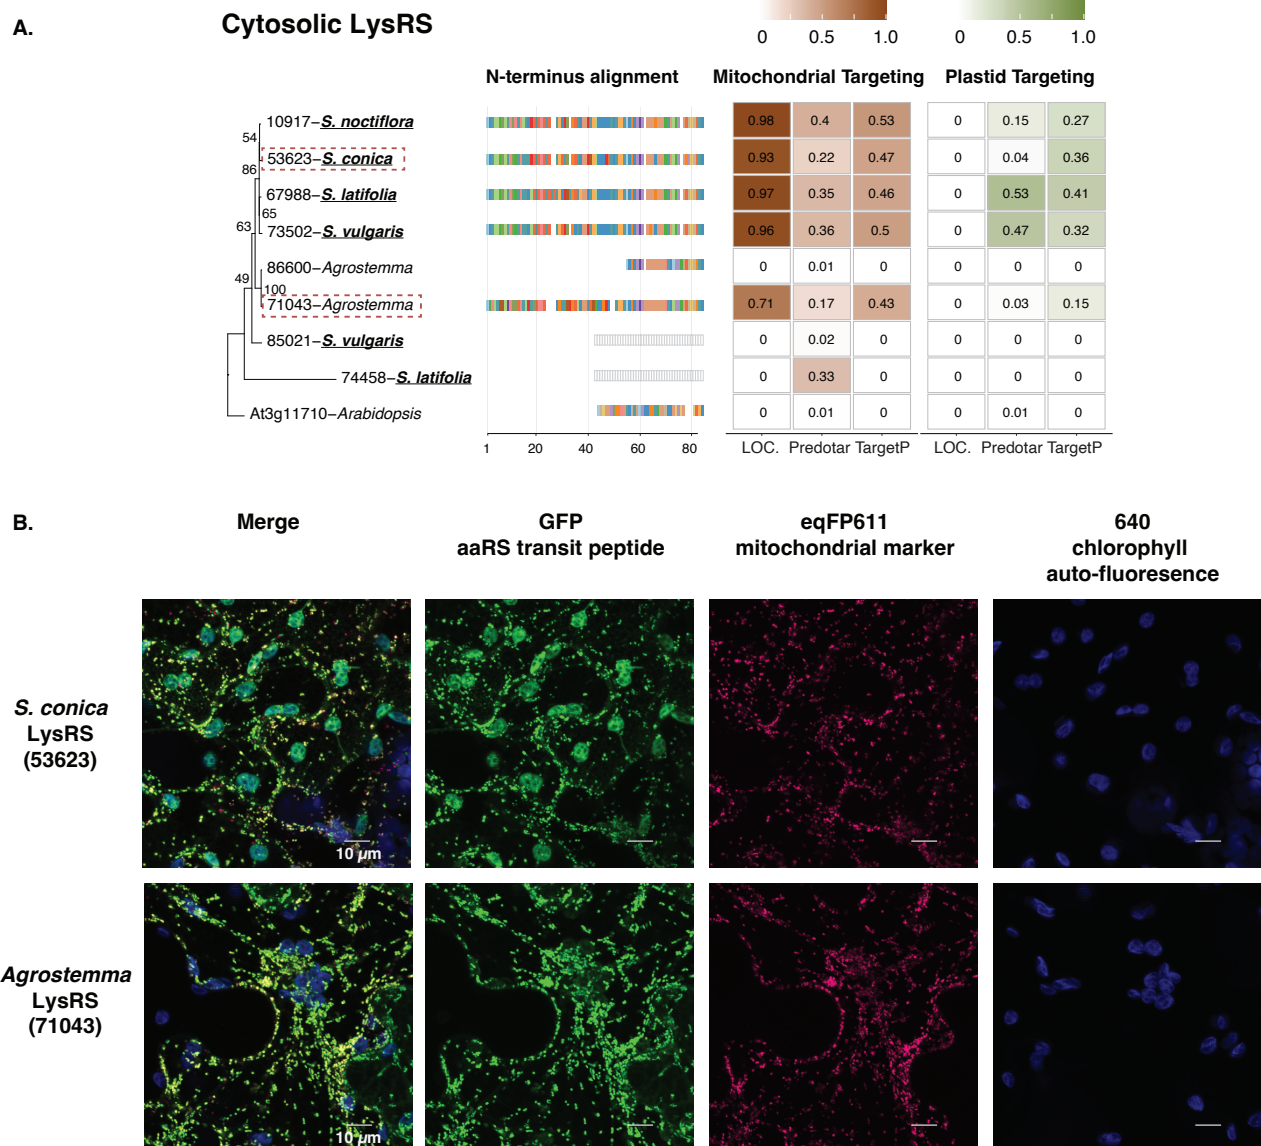 A.
Cytosolic LysRS
0 0.5 1.0 0 0.5 1.0
N-terminus alignment Mitochondrial Targeting Plastid Targeting
10917–S. noctiflora 0.98 0.4 0.53 0 0.15 0.27
54
53623–S. conica 0.93 0.22 0.47 0 0.04 0.36
86
67988–S. latifolia 0.97 0.35 0.46 0 0.53 0.41
65
63
73502–S. vulgaris 0.96 0.36 0.5 0 0.47 0.32
86600–Agrostemma 0 0.01 0 0 0 0
49
100
71043–Agrostemma 0.71 0.17 0.43 0 0.03 0.15
85021–S. vulgaris 0 0.02 0 0 0 0
74458–S. latifolia 0 0.33 0 0 0 0
At3g11710–Arabidopsis 0 0.01 0 0 0.01 0
1 20 40 60 80 LOC. Predotar TargetP LOC. Predotar TargetP
B.
Merge
GFP
aaRS transit peptide
eqFP611
mitochondrial marker
640
chlorophyll
auto-fluoresence
S. conica
LysRS
(53623)
10 µm
Agrostemma
LysRS
(71043)
10 µm